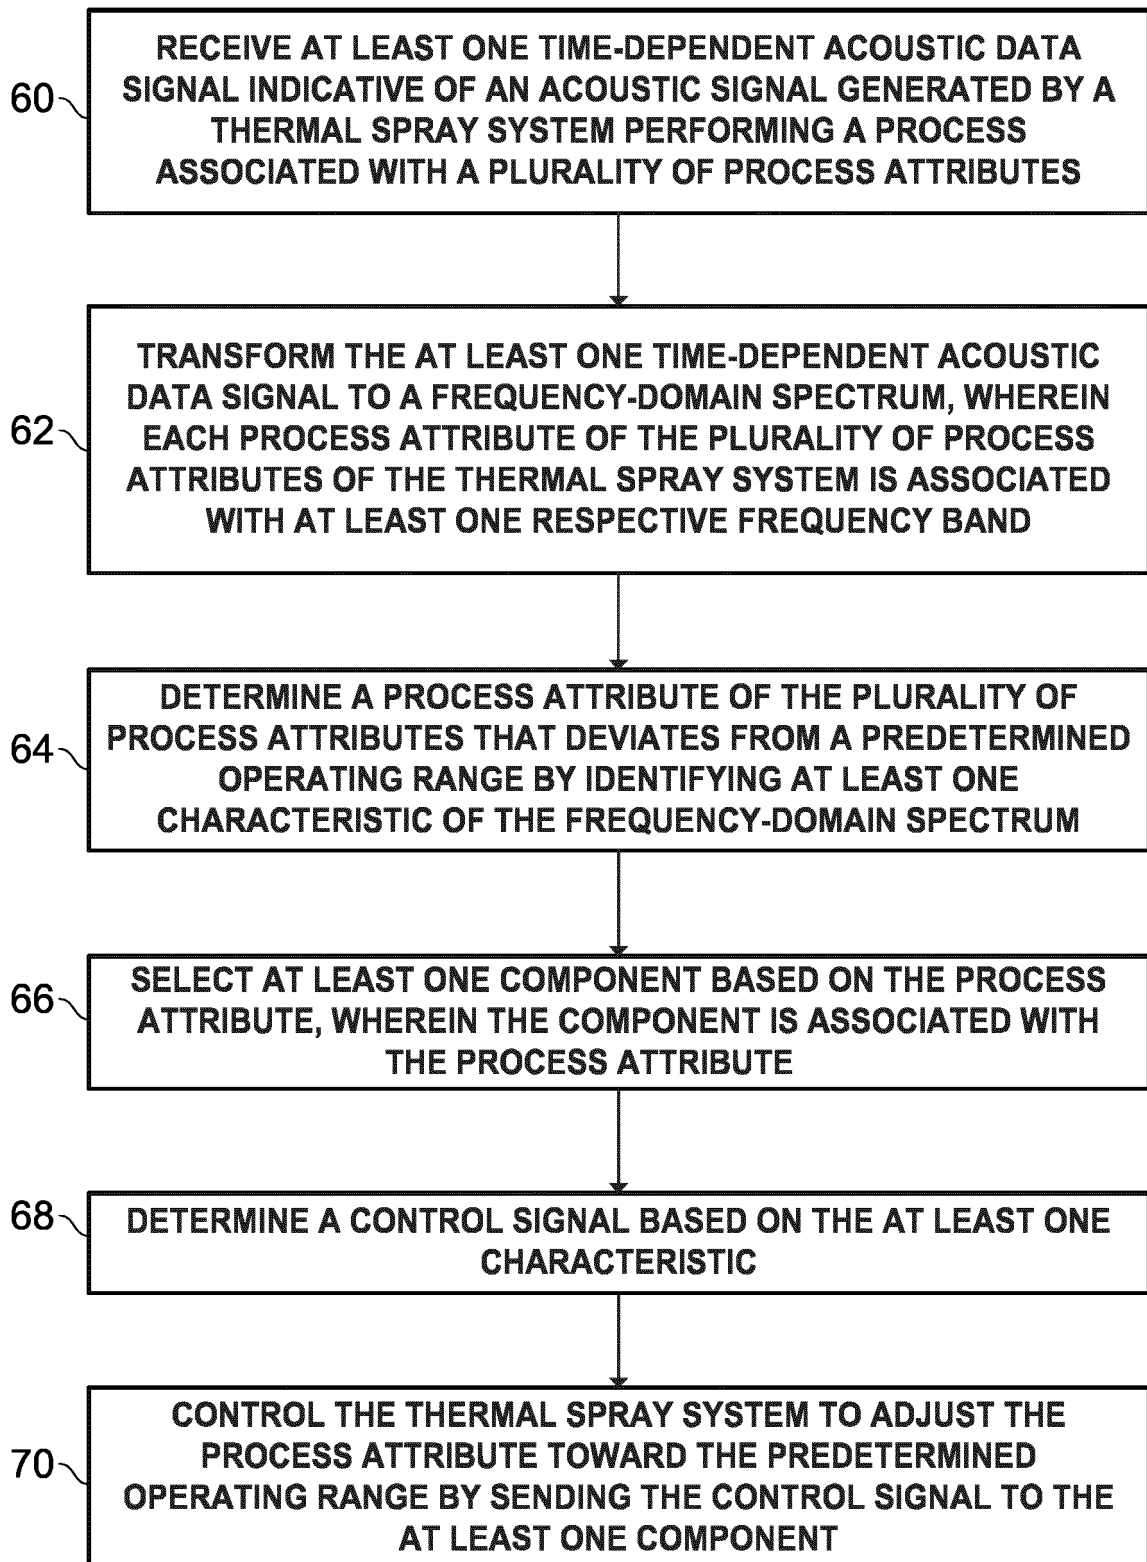 60
RECEIVE AT LEAST ONE TIME-DEPENDENT ACOUSTIC DATA
SIGNAL INDICATIVE OF AN ACOUSTIC SIGNAL GENERATED BY A
THERMAL SPRAY SYSTEM PERFORMING A PROCESS
ASSOCIATED WITH A PLURALITY OF PROCESS ATTRIBUTES
62
TRANSFORM THE AT LEAST ONE TIME-DEPENDENT ACOUSTIC
DATA SIGNAL TO A FREQUENCY-DOMAIN SPECTRUM, WHEREIN
EACH PROCESS ATTRIBUTE OF THE PLURALITY OF PROCESS
ATTRIBUTES OF THE THERMAL SPRAY SYSTEM IS ASSOCIATED
WITH AT LEAST ONE RESPECTIVE FREQUENCY BAND
64
DETERMINE A PROCESS ATTRIBUTE OF THE PLURALITY OF
PROCESS ATTRIBUTES THAT DEVIATES FROM A PREDETERMINED
OPERATING RANGE BY IDENTIFYING AT LEAST ONE
CHARACTERISTIC OF THE FREQUENCY-DOMAIN SPECTRUM
66
SELECT AT LEAST ONE COMPONENT BASED ON THE PROCESS
ATTRIBUTE, WHEREIN THE COMPONENT IS ASSOCIATED WITH
THE PROCESS ATTRIBUTE
68
DETERMINE A CONTROL SIGNAL BASED ON THE AT LEAST ONE
CHARACTERISTIC
70
CONTROL THE THERMAL SPRAY SYSTEM TO ADJUST THE
PROCESS ATTRIBUTE TOWARD THE PREDETERMINED
OPERATING RANGE BY SENDING THE CONTROL SIGNAL TO THE
AT LEAST ONE COMPONENT